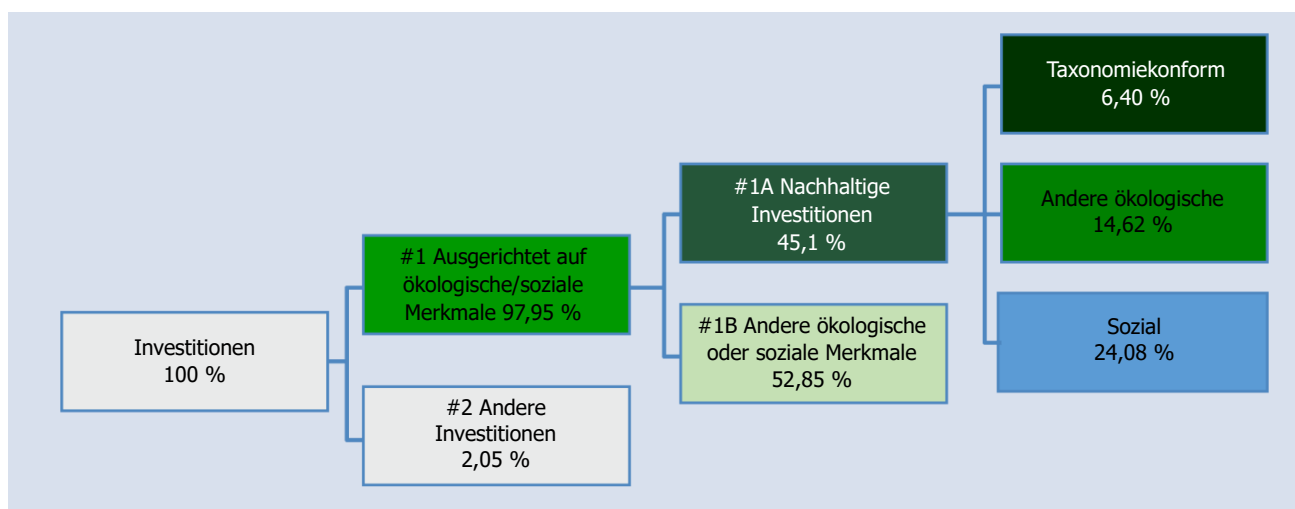 Investitionen
100 %
#1 Ausgerichtet auf
ökologische/soziale
Merkmale 97,95 %
#2 Andere
Investitionen
2,05 %
#1A Nachhaltige
Investitionen
45,1 %
#1B Andere ökologische
oder soziale Merkmale
52,85 %
Taxonomiekonform
6,40 %
Andere ökologische
14,62 %
Sozial
24,08 %